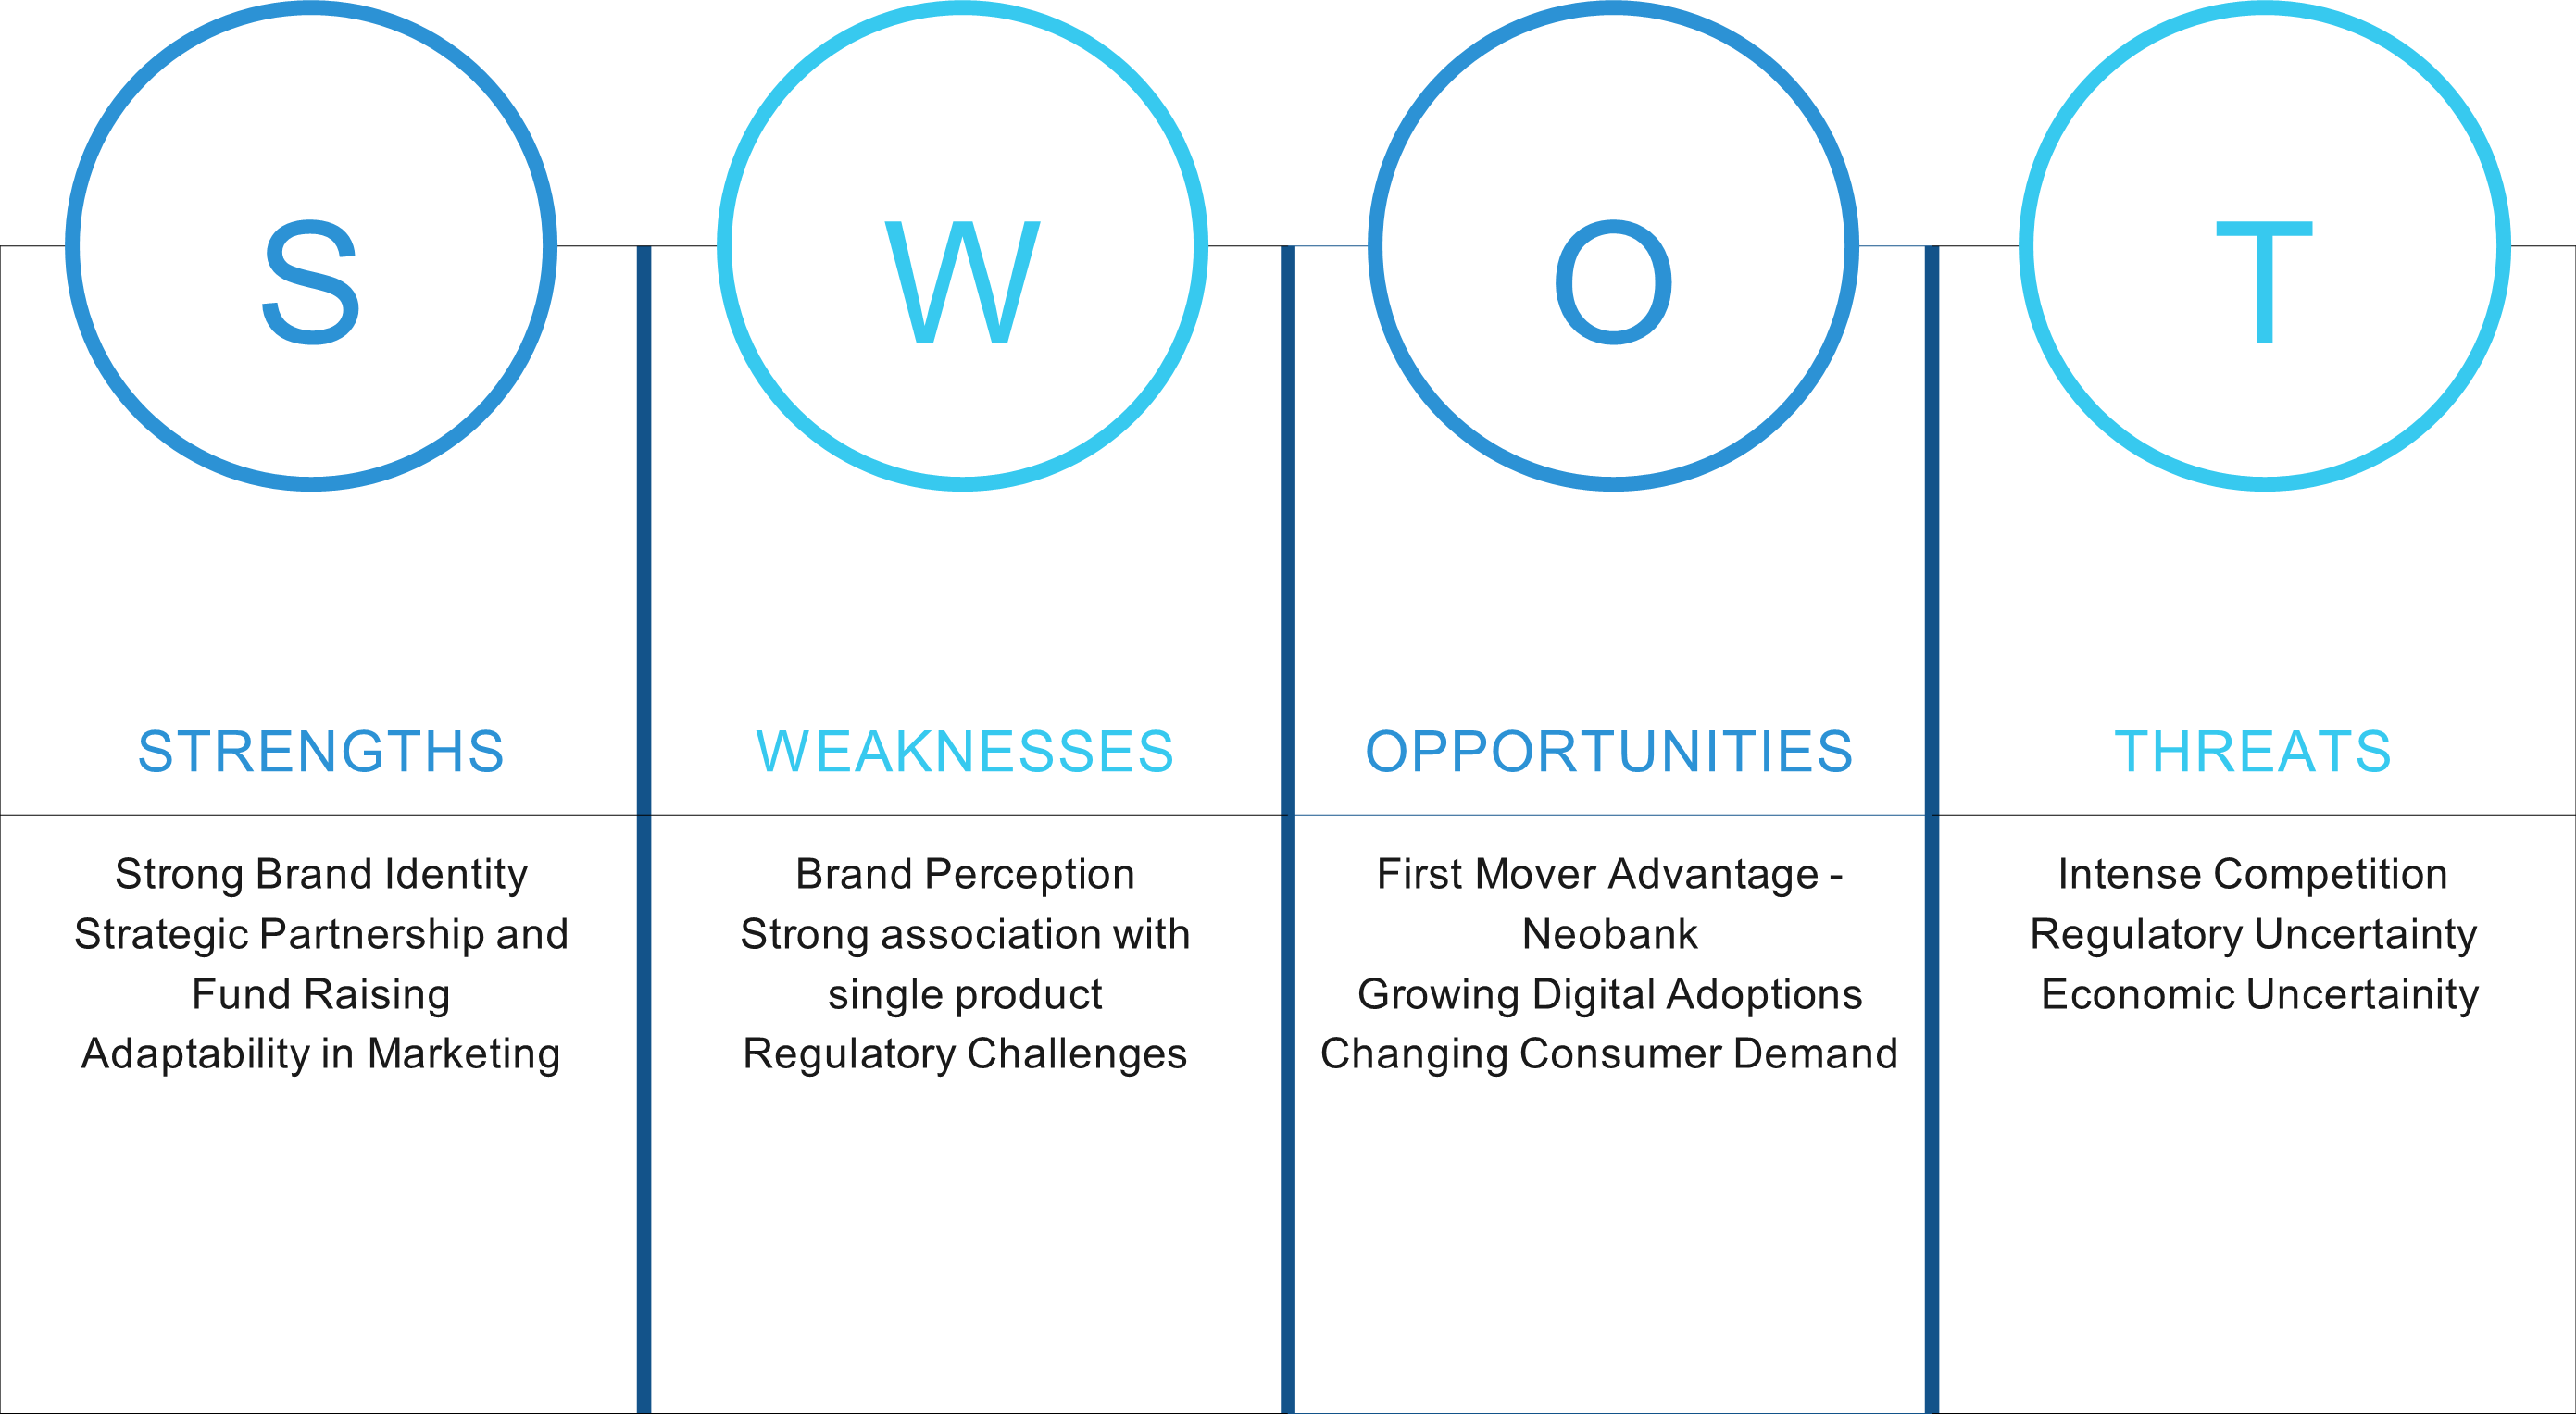 S
W
O
T
STRENGTHS
WEAKNESSES
OPPORTUNITIES
THREATS
Strong Brand Identity
Strategic Partnership and
Fund Raising
Adaptability in Marketing
Brand Perception
Strong association with
single product
Regulatory Challenges
First Mover Advantage -
Neobank
Growing Digital Adoptions
Changing Consumer Demand
Intense Competition
Regulatory Uncertainty
Economic Uncertainity